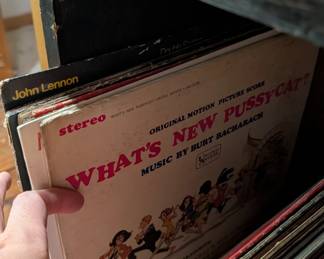 John Lennon
stereo
ORIGINAL MOTION PICTURE SCORE
WHAT'S NEW PUSSYCAT?
MUSIC BY BURT BACHARACH